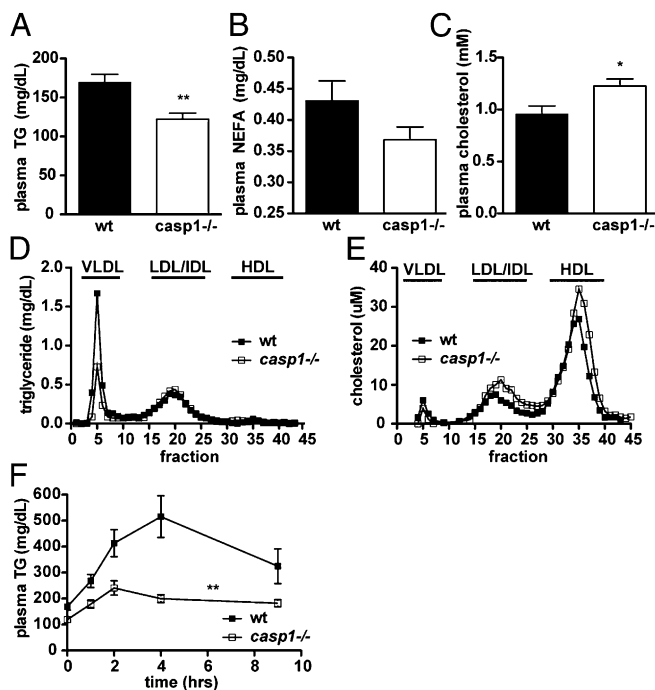 A
plasma TG (mg/dL)
200
150
100
50
0
**
wt
casp1-/-
B
plasma NEFA (mg/dL)
0.50
0.45
0.40
0.35
0.30
0.25
wt
casp1-/-
C
plasma cholesterol (mM)
1.5
1.0
0.5
0.0
*
wt
casp1-/-
D
VLDL
LDL/IDL
HDL
triglyceride (mg/dL)
2.0
1.5
1.0
0.5
0.0
wt
casp1-/-
0 5 10 15 20 25 30 35 40 45
fraction
E
VLDL
LDL/IDL
HDL
cholesterol (uM)
40
30
20
10
0
wt
casp1-/-
0 5 10 15 20 25 30 35 40 45
fraction
F
plasma TG (mg/dL)
600
500
400
300
200
100
0
**
wt
casp1-/-
0 2 4 6 8 10
time (hrs)